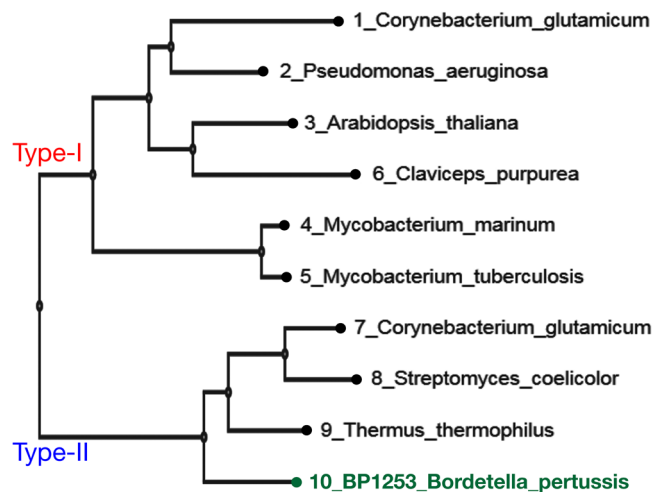 1_Corynebacterium_glutamicum
2_Pseudomonas_aeruginosa
3_Arabidopsis_thaliana
Type-I
6_Claviceps_purpurea
4_Mycobacterium_marinum
5_Mycobacterium_tuberculosis
7_Corynebacterium_glutamicum
8_Streptomyces_coelicolor
9_Thermus_thermophilus
Type-II
10_BP1253_Bordetella_pertussis